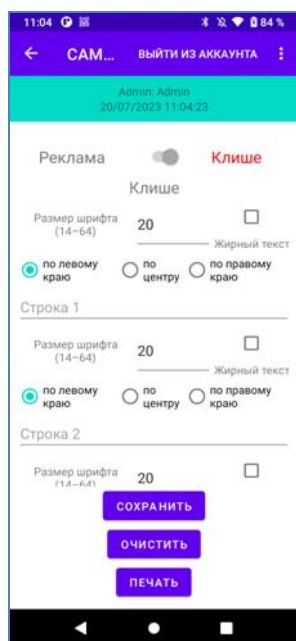 11:04 84 %
← CAM... ВЫЙТИ ИЗ АККАУНТА
Admin: Admin
20/07/2023 11:04:23
Реклама Клише
Клише
Размер шрифта
(14–64) 20
Жирный текст
по левому
краю
по
центру
по правому
краю
Строка 1
Размер шрифта
(14–64) 20
Жирный текст
по левому
краю
по
центру
по правому
краю
Строка 2
Размер шрифта
(14–64) 20
СОХРАНИТЬ
ОЧИСТИТЬ
ПЕЧАТЬ